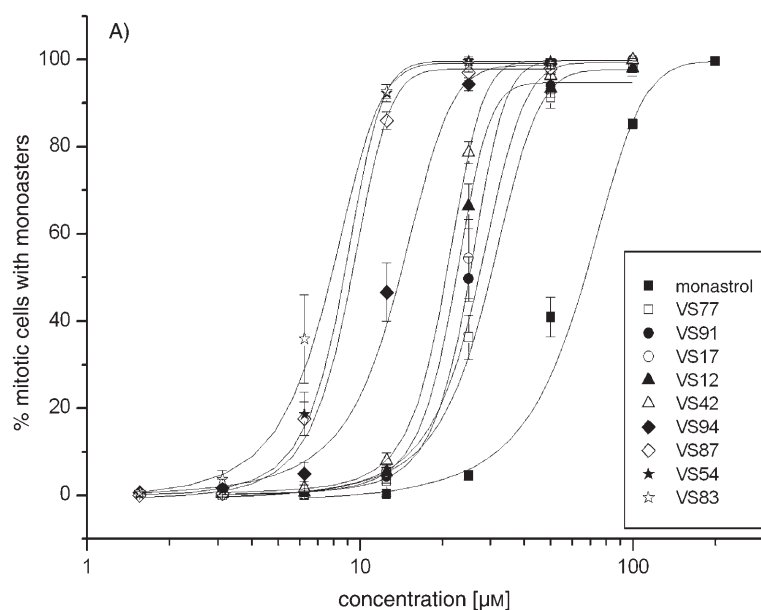 A)
% mitotic cells with monoasters
100
80
60
40
20
0
1
10
100
concentration [µM]
monastrol
VS77
VS91
VS17
VS12
VS42
VS94
VS87
VS54
VS83